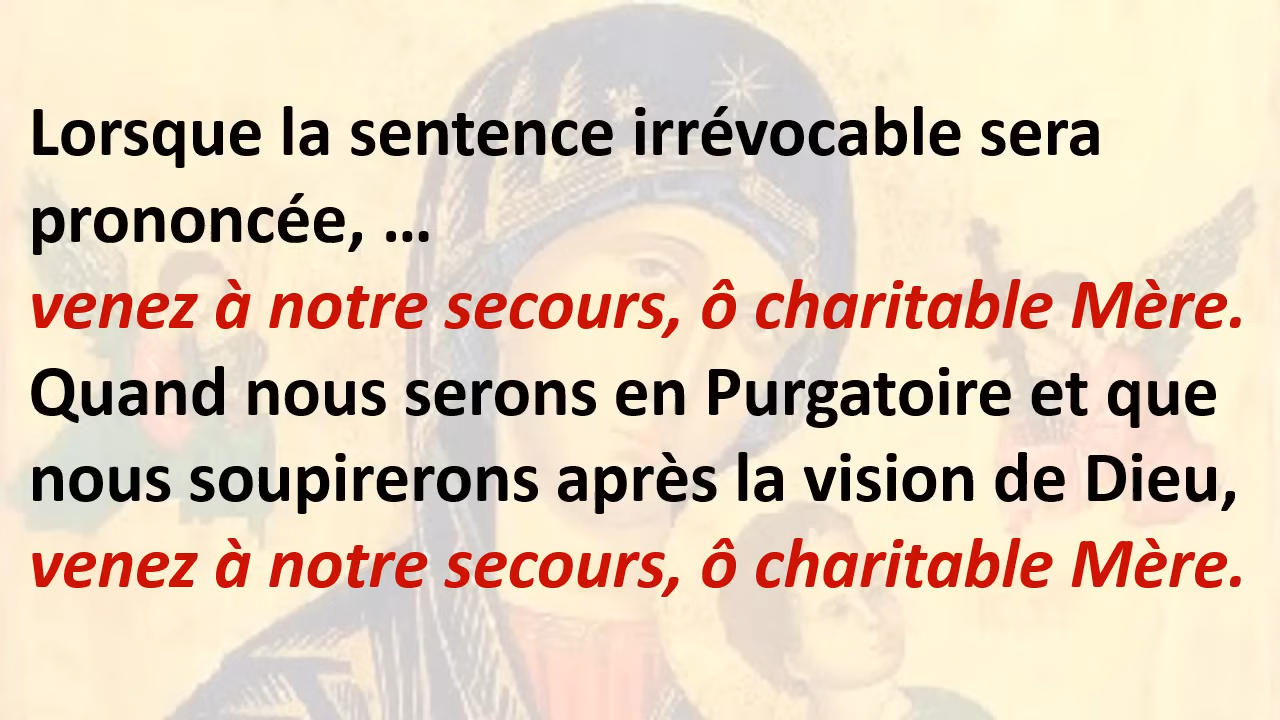 Lorsque la sentence irrévocable sera
prononcée, ...
venez à notre secours, ô charitable Mère.
Quand nous serons en Purgatoire et que
nous soupirerons après la vision de Dieu,
venez à notre secours, ô charitable Mère.